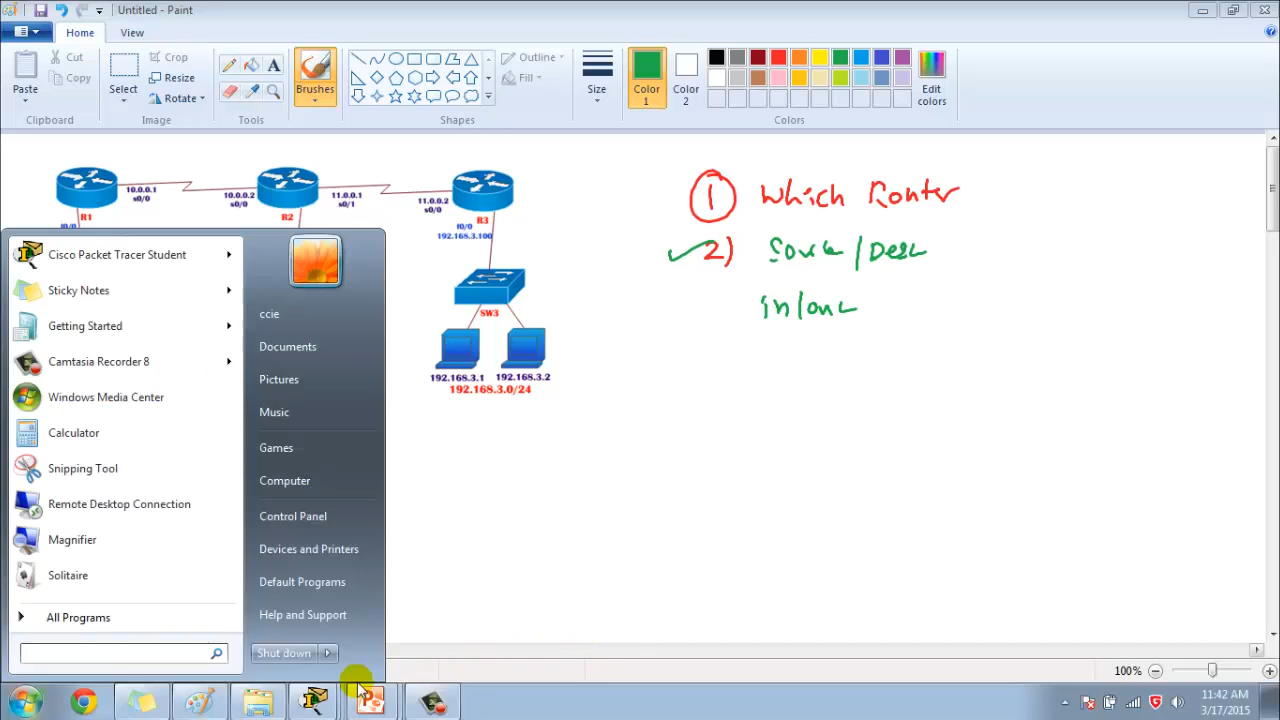 Untitled - Paint
Home
View
Paste
Cut
Copy
Clipboard
Select
Crop
Resize
Rotate
Image
A
Tools
Brushes
Shapes
Outline
Fill
Size
Color 1
Color 2
Edit colors
Colors
10.0.0.1
s0/0
10.0.0.2
s0/0
11.0.0.1
s0/1
11.0.0.2
s0/0
R1
R2
R3
f0/0
192.168.3.100
SW3
192.168.3.1
192.168.3.2
192.168.3.0/24
1 Which Router
2) Source/Desc
in/out
Cisco Packet Tracer Student
Sticky Notes
Getting Started
Camtasia Recorder 8
Windows Media Center
Calculator
Snipping Tool
Remote Desktop Connection
Magnifier
Solitaire
All Programs
ccie
Documents
Pictures
Music
Games
Computer
Control Panel
Devices and Printers
Default Programs
Help and Support
Shut down
100%
11:42 AM
3/17/2015